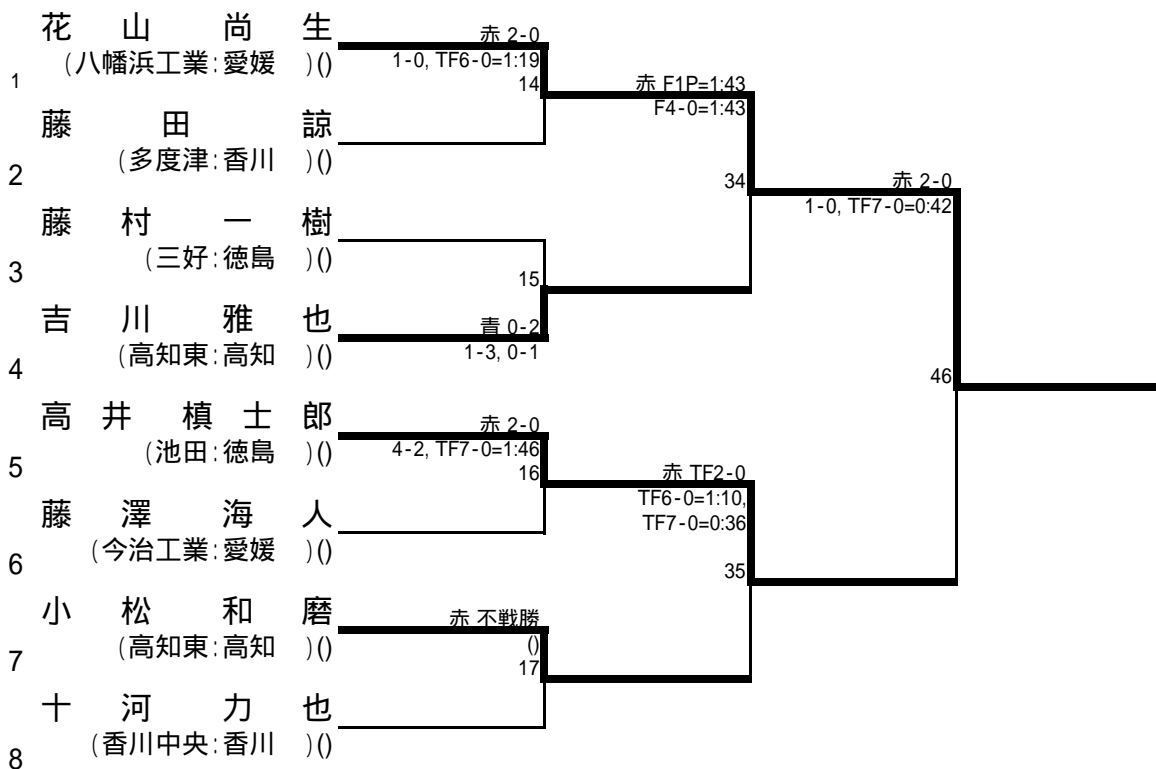 花 山 尚 生
1 (八幡浜工業:愛媛 )()
赤 2-0
1-0, TF6-0=1:19
14
藤 田 諒
2 (多度津:香川 )()
赤 F1P=1:43
F4-0=1:43
34
藤 村 一 樹
3 (三好:徳島 )()
15
吉 川 雅 也
4 (高知東:高知 )()
青 0-2
1-3, 0-1
赤 2-0
1-0, TF7-0=0:42
46
高 井 槙 士 郎
5 (池田:徳島 )()
赤 2-0
4-2, TF7-0=1:46
16
藤 澤 海 人
6 (今治工業:愛媛 )()
赤 TF2-0
TF6-0=1:10,
TF7-0=0:36
35
小 松 和 磨
7 (高知東:高知 )()
赤 不戦勝
()
17
十 河 力 也
8 (香川中央:香川 )()